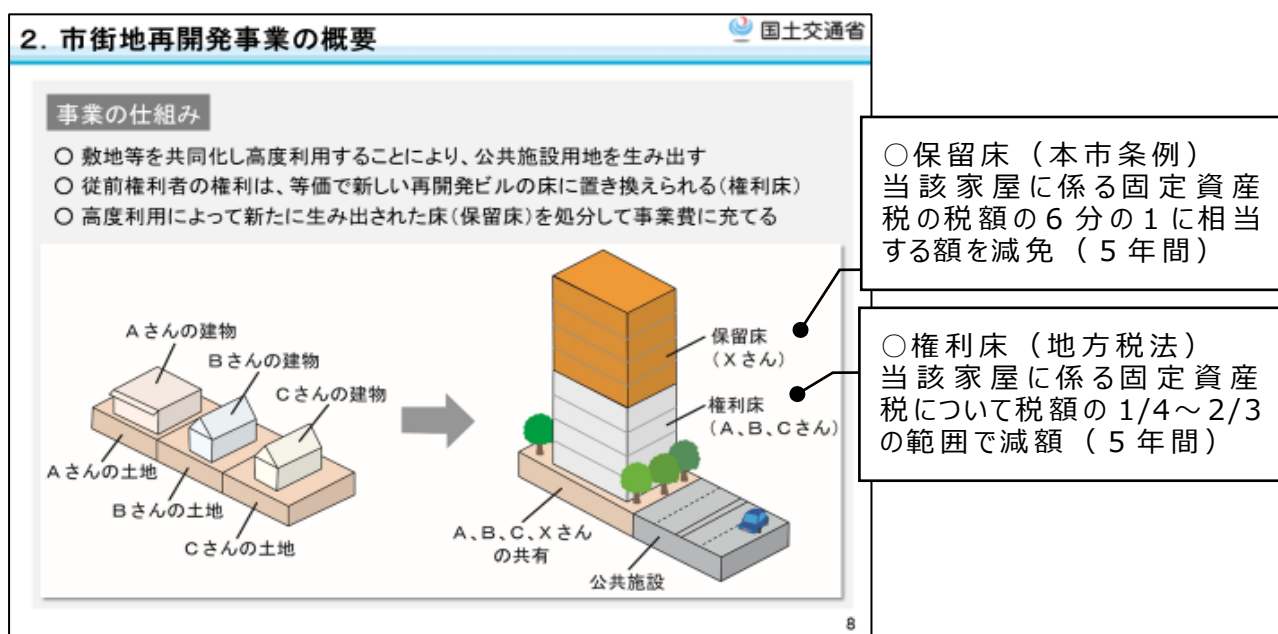 2. 市街地再開発事業の概要
国土交通省
事業の仕組み
○ 敷地等を共同化し高度利用することにより、公共施設用地を生み出す
○ 従前権利者の権利は、等価で新しい再開発ビルの床に置き換えられる(権利床)
○ 高度利用によって新たに生み出された床(保留床)を処分して事業費に充てる
Aさんの建物
Bさんの建物
Cさんの建物
Aさんの土地
Bさんの土地
Cさんの土地
保留床
(Xさん)
権利床
(A、B、Cさん)
A、B、C、Xさん
の共有
公共施設
8
○保留床(本市条例)
当該家屋に係る固定資産
税の税額の6分の1に相当
する額を減免(5年間)
○権利床(地方税法)
当該家屋に係る固定資産
税について税額の1/4~2/3
の範囲で減額(5年間)